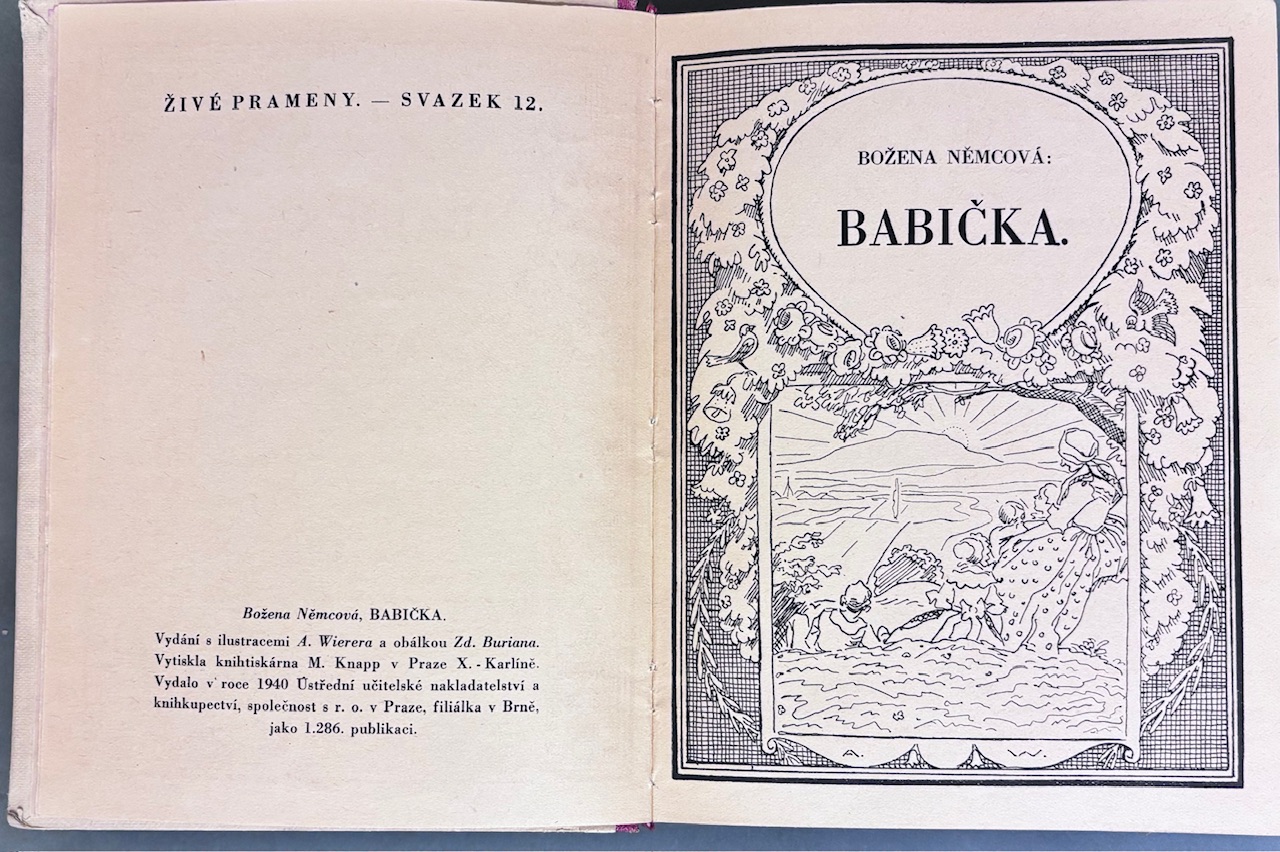 ŽIVÉ PRAMENY. — SVAZEK 12.
Božena Němcová, BABIČKA.
Vydání s ilustracemi A. Wierera a obálkou Zd. Buriana.
Vytiskla knihtiskárna M. Knapp v Praze X. - Karlíně.
Vydalo v roce 1940 Ústřední učitelské nakladatelství a
knihkupectví, společnost s r. o. v Praze, filiálka v Brně,
jako 1.286. publikaci.
BOŽENA NĚMCOVÁ:
BABIČKA.
A. W.